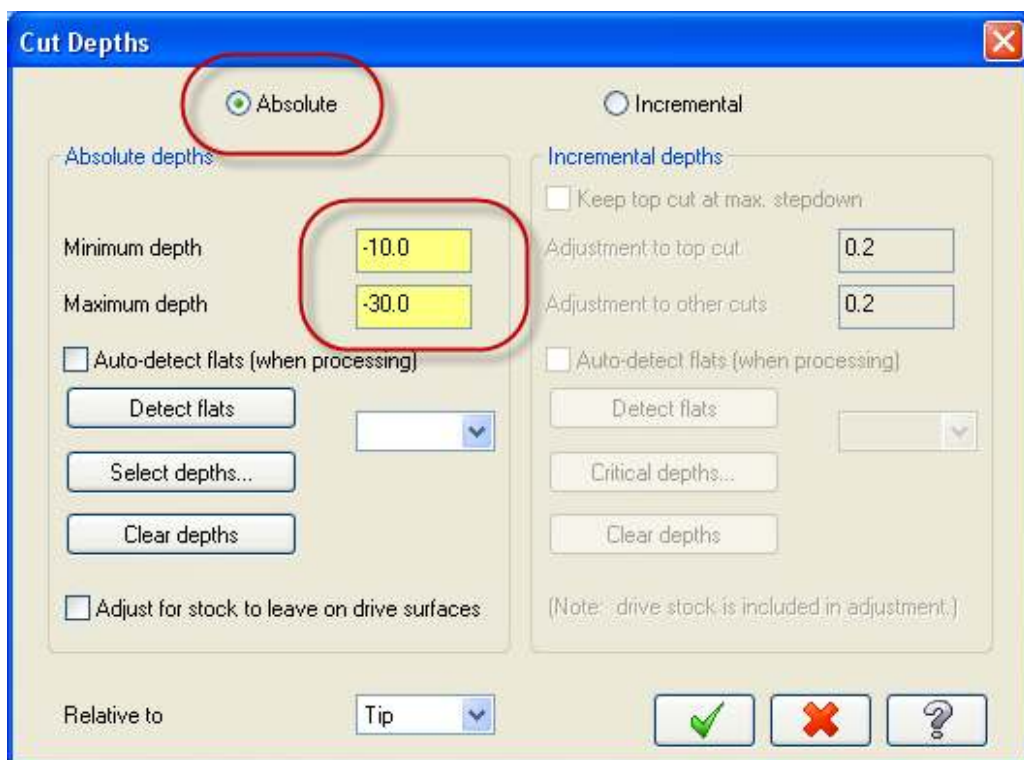 Cut Depths
Absolute
Incremental
Absolute depths
Minimum depth -10.0
Maximum depth -30.0
Auto-detect flats (when processing)
Detect flats
Select depths...
Clear depths
Adjust for stock to leave on drive surfaces
Incremental depths
Keep top cut at max. stepdown
Adjustment to top cut 0.2
Adjustment to other cuts 0.2
Auto-detect flats (when processing)
Detect flats
Critical depths...
Clear depths
(Note: drive stock is included in adjustment.)
Relative to Tip